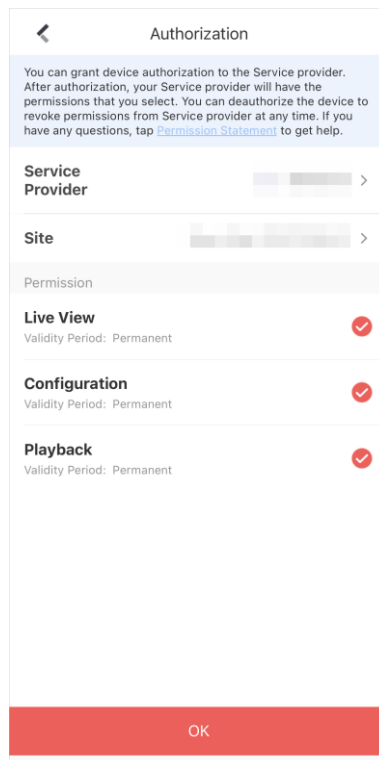 Authorization
You can grant device authorization to the Service provider.
After authorization, your Service provider will have the
permissions that you select. You can deauthorize the device to
revoke permissions from Service provider at any time. If you
have any questions, tap Permission Statement to get help.
Service
Provider
Site
Permission
Live View
Validity Period: Permanent
Configuration
Validity Period: Permanent
Playback
Validity Period: Permanent
OK